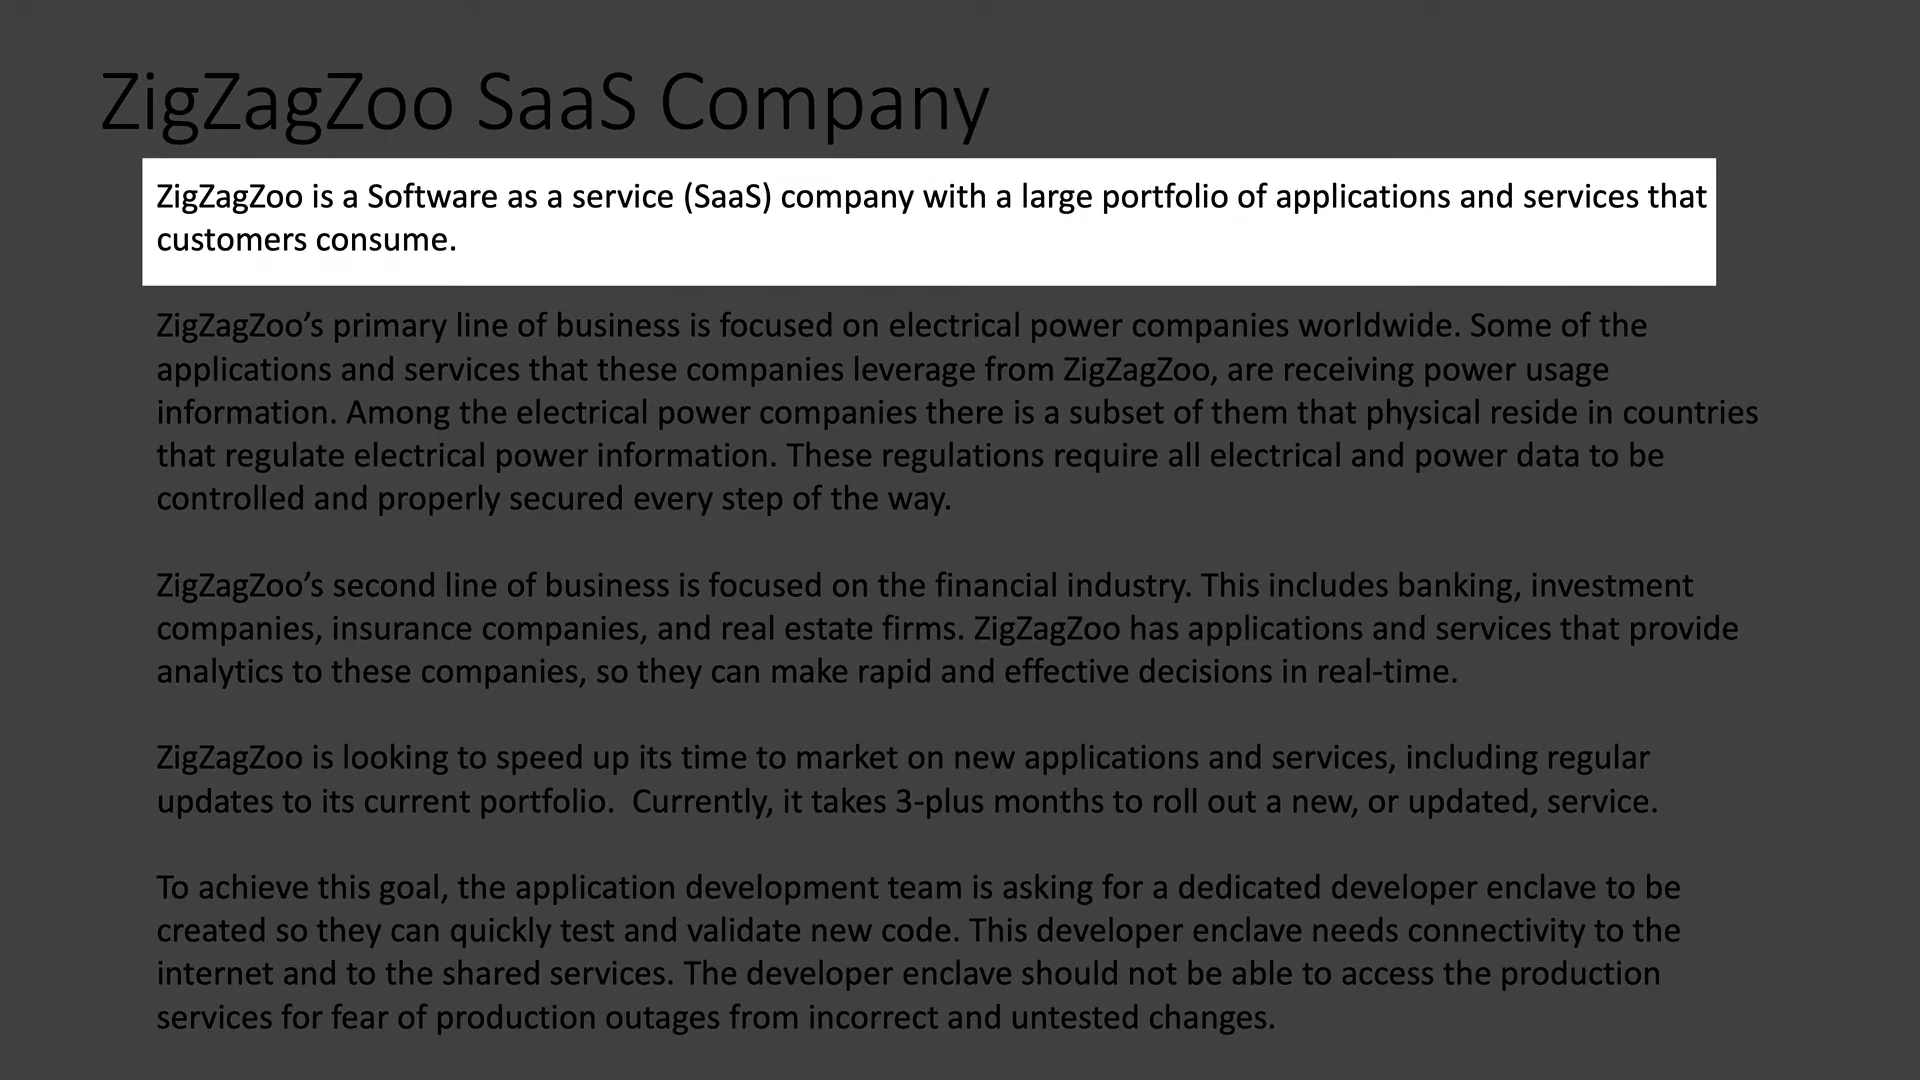 ZigZagZoo SaaS Company
ZigZagZoo is a Software as a service (SaaS) company with a large portfolio of applications and services that
customers consume.
ZigZagZoo’s primary line of business is focused on electrical power companies worldwide. Some of the
applications and services that these companies leverage from ZigZagZoo, are receiving power usage
information. Among the electrical power companies there is a subset of them that physical reside in countries
that regulate electrical power information. These regulations require all electrical and power data to be
controlled and properly secured every step of the way.
ZigZagZoo’s second line of business is focused on the financial industry. This includes banking, investment
companies, insurance companies, and real estate firms. ZigZagZoo has applications and services that provide
analytics to these companies, so they can make rapid and effective decisions in real-time.
ZigZagZoo is looking to speed up its time to market on new applications and services, including regular
updates to its current portfolio.  Currently, it takes 3-plus months to roll out a new, or updated, service.
To achieve this goal, the application development team is asking for a dedicated developer enclave to be
created so they can quickly test and validate new code. This developer enclave needs connectivity to the
internet and to the shared services. The developer enclave should not be able to access the production
services for fear of production outages from incorrect and untested changes.